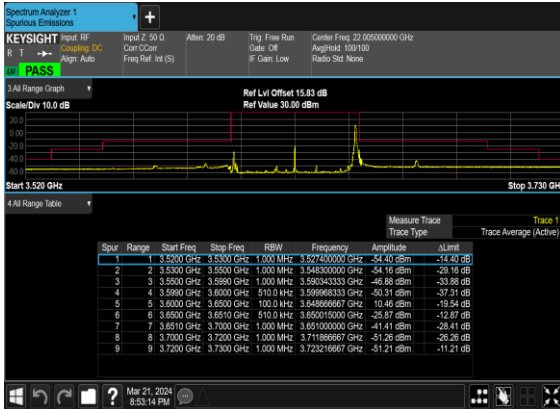 Spectrum Analyzer 1
Spurious Emissions
KEYSIGHT Input: RF Input Z: 50 Ω Atten: 20 dB Trig: Free Run Center Freq: 22.005000000 GHz
R T Coupling: DC Corr CCorr Gate: Off Avg|Hold: 100/100
Align: Auto Freq Ref: Int (S) IF Gain: Low Radio Std: None
PASS
3 All Range Graph Ref Lvl Offset 15.83 dB
Scale/Div 10.0 dB Ref Value 30.00 dBm
20.0
0.00
-20.0
-40.0
Start 3.520 GHz Stop 3.730 GH
4 All Range Table
Measure Trace Trace 1
Trace Type Trace Average (Active)
Spur Range Start Freq Stop Freq RBW Frequency Amplitude ΔLimit
1 1 3.5200 GHz 3.5300 GHz 1.000 MHz 3.527400000 GHz -54.40 dBm -14.40 dB
2 2 3.5300 GHz 3.5500 GHz 1.000 MHz 3.548300000 GHz -54.16 dBm -29.16 dB
3 3 3.5500 GHz 3.5990 GHz 1.000 MHz 3.590343333 GHz -46.88 dBm -33.88 dB
4 4 3.5990 GHz 3.6000 GHz 510.0 kHz 3.599968333 GHz -50.31 dBm -37.31 dB
5 5 3.6000 GHz 3.6500 GHz 100.0 kHz 3.648666667 GHz 10.46 dBm -19.54 dB
6 6 3.6500 GHz 3.6510 GHz 510.0 kHz 3.650015000 GHz -25.87 dBm -12.87 dB
7 7 3.6510 GHz 3.7000 GHz 1.000 MHz 3.651000000 GHz -41.41 dBm -28.41 dB
8 8 3.7000 GHz 3.7200 GHz 1.000 MHz 3.711866667 GHz -51.26 dBm -26.26 dB
9 9 3.7200 GHz 3.7300 GHz 1.000 MHz 3.723216667 GHz -51.21 dBm -11.21 dB
Mar 21, 2024
8:53:14 PM